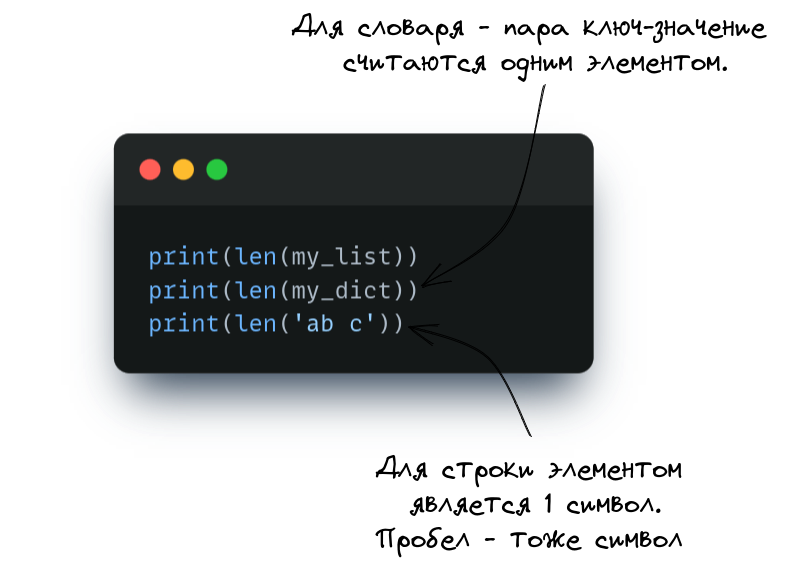 Для словаря - пара ключ-значение
считаются одним элементом.
print(len(my_list))
print(len(my_dict))
print(len('ab c'))
Для строки элементом
является 1 символ.
Пробел - тоже символ